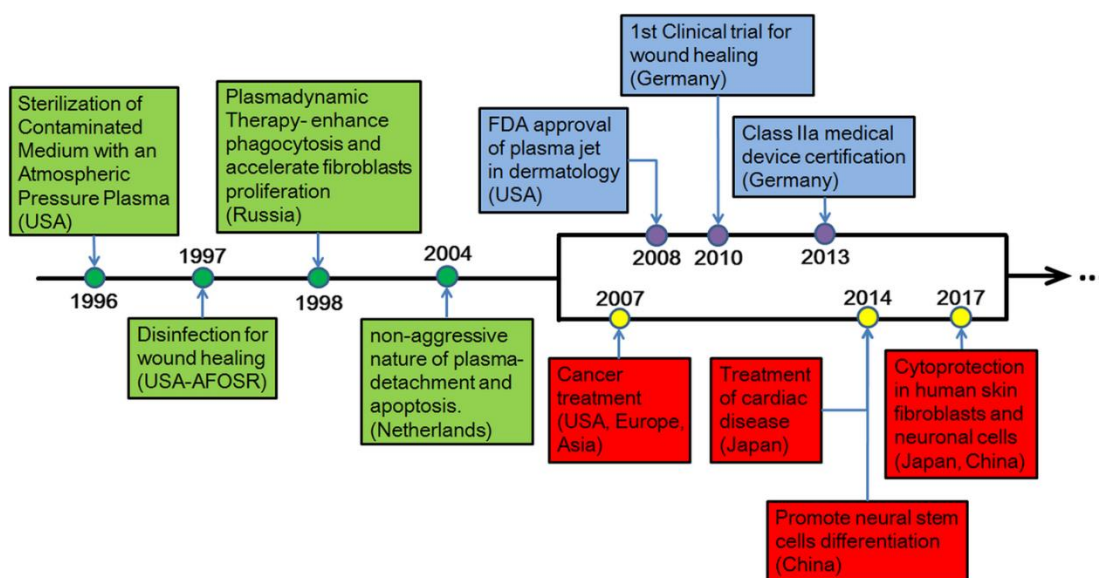 1st Clinical trial for
wound healing
(Germany)
Sterilization of
Contaminated
Medium with an
Atmospheric
Pressure Plasma
(USA)
Plasmadynamic
Therapy- enhance
phagocytosis and
accelerate fibroblasts
proliferation
(Russia)
FDA approval
of plasma jet
in dermatology
(USA)
Class IIa medical
device certification
(Germany)
1996
1997
1998
2004
2008
2010
2013
2007
2014
2017
..
Disinfection for
wound healing
(USA-AFOSR)
non-aggressive
nature of plasma-
detachment and
apoptosis.
(Netherlands)
Cancer
treatment
(USA, Europe,
Asia)
Treatment
of cardiac
disease
(Japan)
Cytoprotection
in human skin
fibroblasts and
neuronal cells
(Japan, China)
Promote neural stem
cells differentiation
(China)